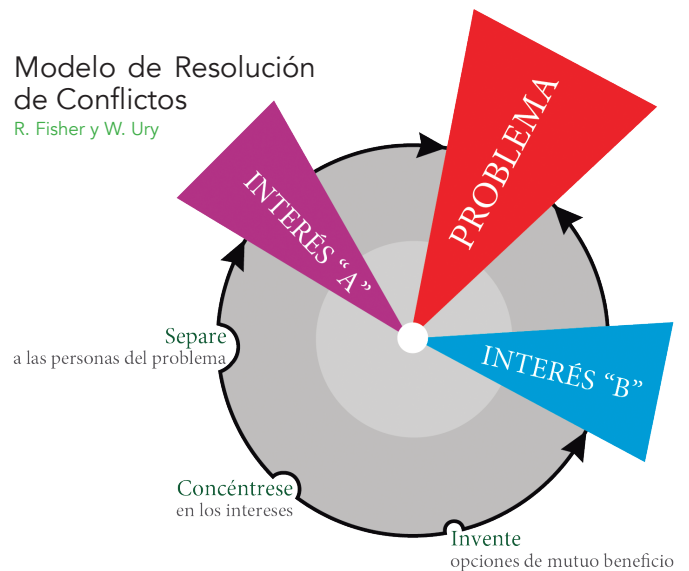 Modelo de Resolución
de Conflictos
R. Fisher y W. Ury
PROBLEMA
INTERÉS “A”
INTERÉS “B”
Separe
a las personas del problema
Concéntrese
en los intereses
Invente
opciones de mutuo beneficio